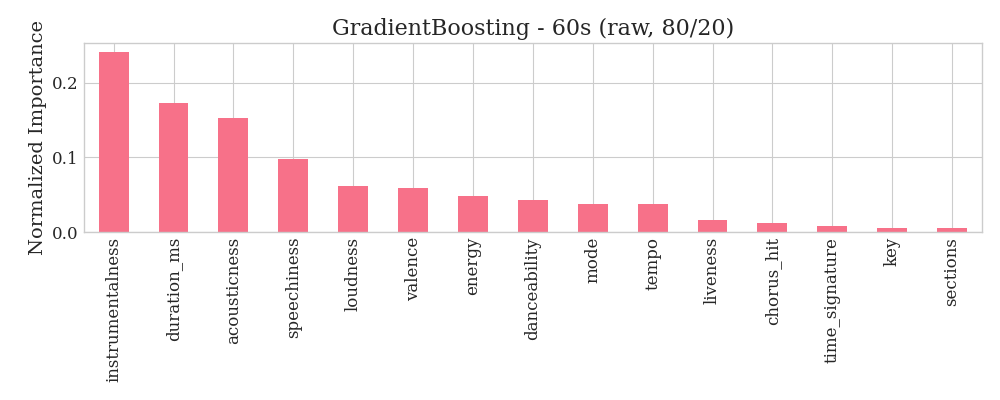 GradientBoosting - 60s (raw, 80/20)
Normalized Importance
0.2
0.1
0.0
instrumentalness
duration_ms
acousticness
speechiness
loudness
valence
energy
danceability
mode
tempo
liveness
chorus_hit
time_signature
key
sections